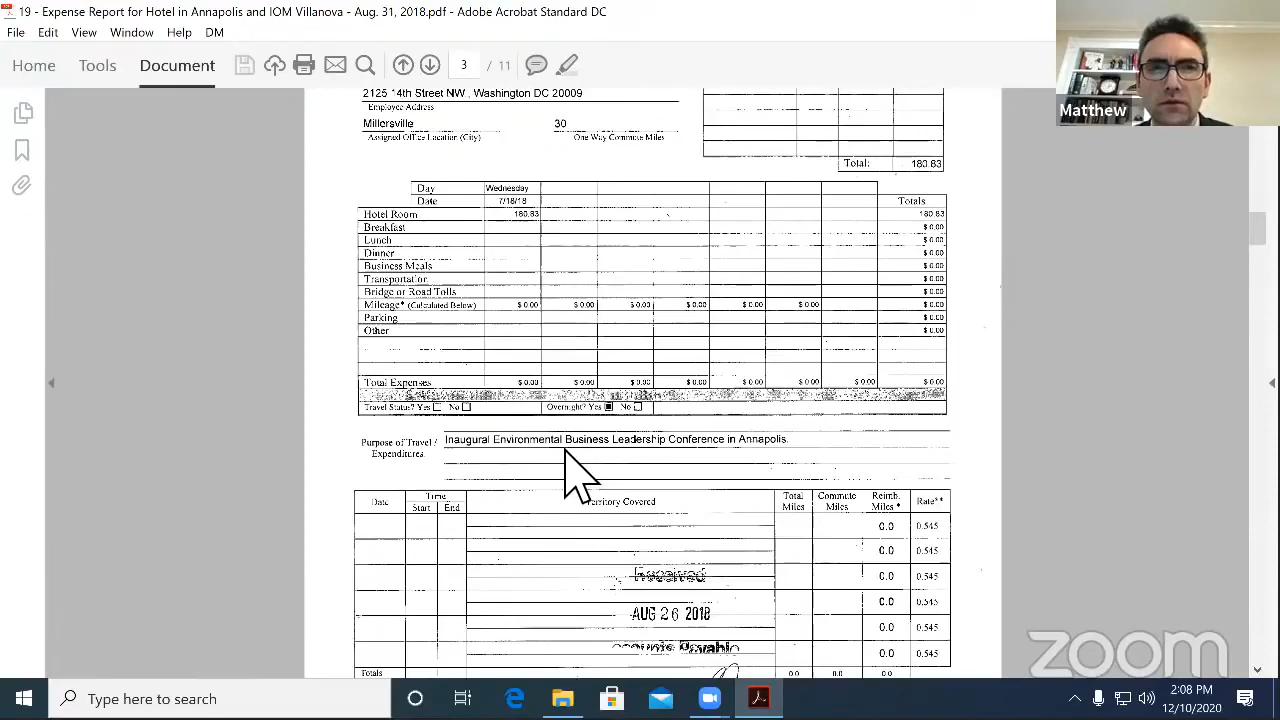 19 - Expense Report for Hotel in Annapolis and IOM Villanova - Aug. 31, 2018.pdf - Adobe Acrobat Standard DC
File Edit View Window Help DM
Home Tools Document 3 / 11
Matthew
2125 14th Street NW , Washington DC 20009
Employee Address
30
Assigned Office Location (City) One Way Commute Miles
Total: 180.83
Day Wednesday
Date 7/18/18 Totals
Hotel Room 180.83 180.83
Breakfast $ 0.00
Lunch $ 0.00
Dinner $ 0.00
Business Meals $ 0.00
Transportation $ 0.00
Bridge or Road Tolls $ 0.00
Mileage* (Calculated Below) $ 0.00 $ 0.00 $ 0.00 $ 0.00 $ 0.00 $ 0.00 $ 0.00
Parking $ 0.00
Other $ 0.00
Total Expenses $ 0.00 $ 0.00 $ 0.00 $ 0.00 $ 0.00 $ 0.00 $ 0.00 $ 0.00
Travel Status? Yes No Overnight? Yes No
Purpose of Travel / Expenditures. Inaugural Environmental Business Leadership Conference in Annapolis.
Date Time Start End Territory Covered Total Miles Commute Miles Reimb. Miles * Rate**
0.0 0.545
0.0 0.545
Received
0.0 0.545
AUG 26 2018
0.0 0.545
0.0 0.545
Payable
0.0 0.545
Totals 0.0 0.0 0.0
zoom
Type here to search
2:08 PM
12/10/2020